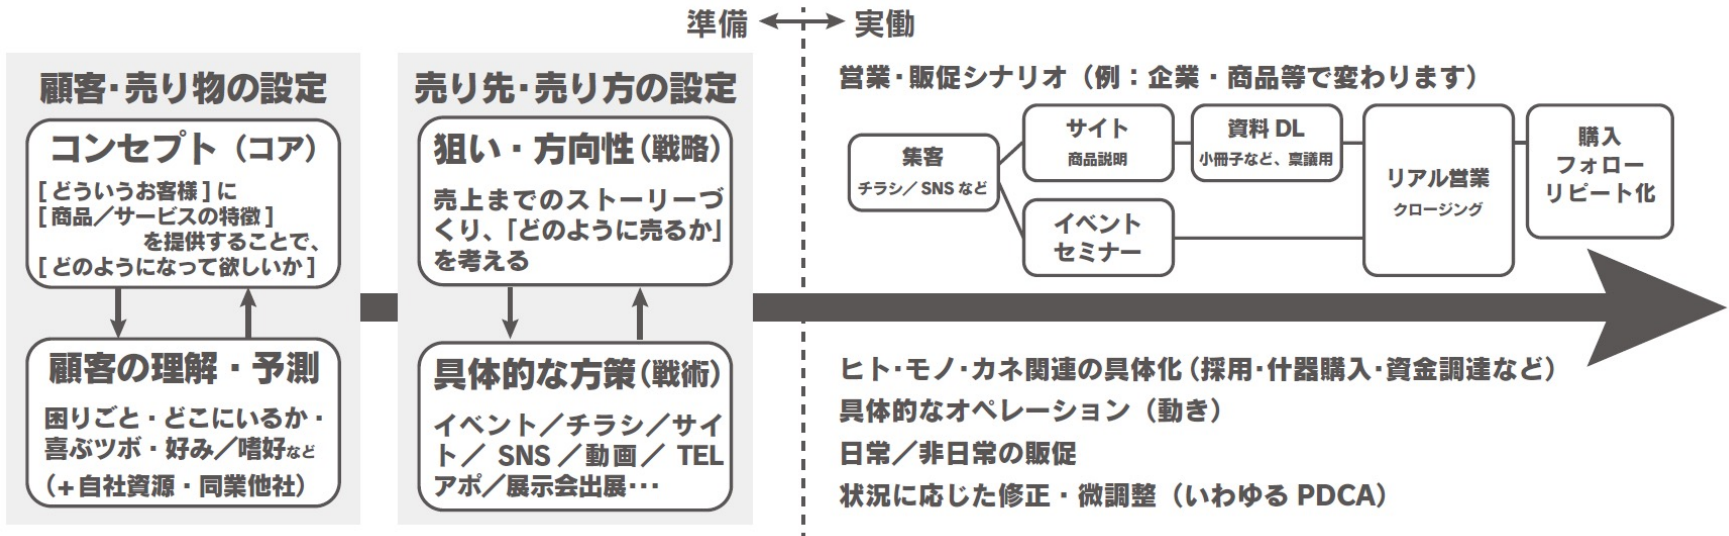 準備 実働
顧客・売り物の設定
コンセプト（コア）
[ どういうお客様 ] に
[ 商品／サービスの特徴 ]
を提供することで、
[ どのようになって欲しいか ]
顧客の理解・予測
困りごと・どこにいるか・
喜ぶツボ・好み／嗜好など
（＋自社資源・同業他社）
売り先・売り方の設定
狙い・方向性（戦略）
売上までのストーリーづ
くり、「どのように売るか」
を考える
具体的な方策（戦術）
イベント／チラシ／サイ
ト／ SNS ／動画／ TEL
アポ／展示会出展…
営業・販促シナリオ（例：企業・商品等で変わります）
集客
チラシ／ SNS など
サイト
商品説明
資料 DL
小冊子など、稟議用
イベント
セミナー
リアル営業
クロージング
購入
フォロー
リピート化
ヒト・モノ・カネ関連の具体化（採用・什器購入・資金調達など）
具体的なオペレーション（動き）
日常／非日常の販促
状況に応じた修正・微調整（いわゆる PDCA）